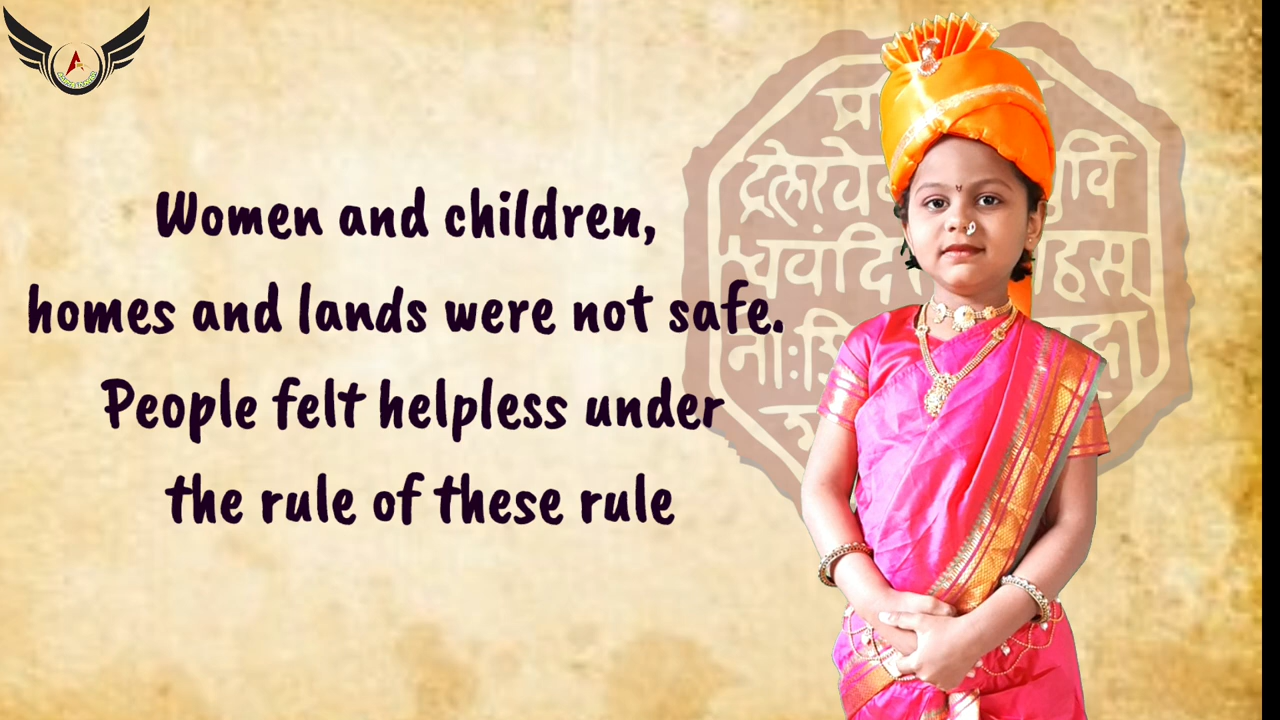 Women and children,
homes and lands were not safe.
People felt helpless under
the rule of these rule